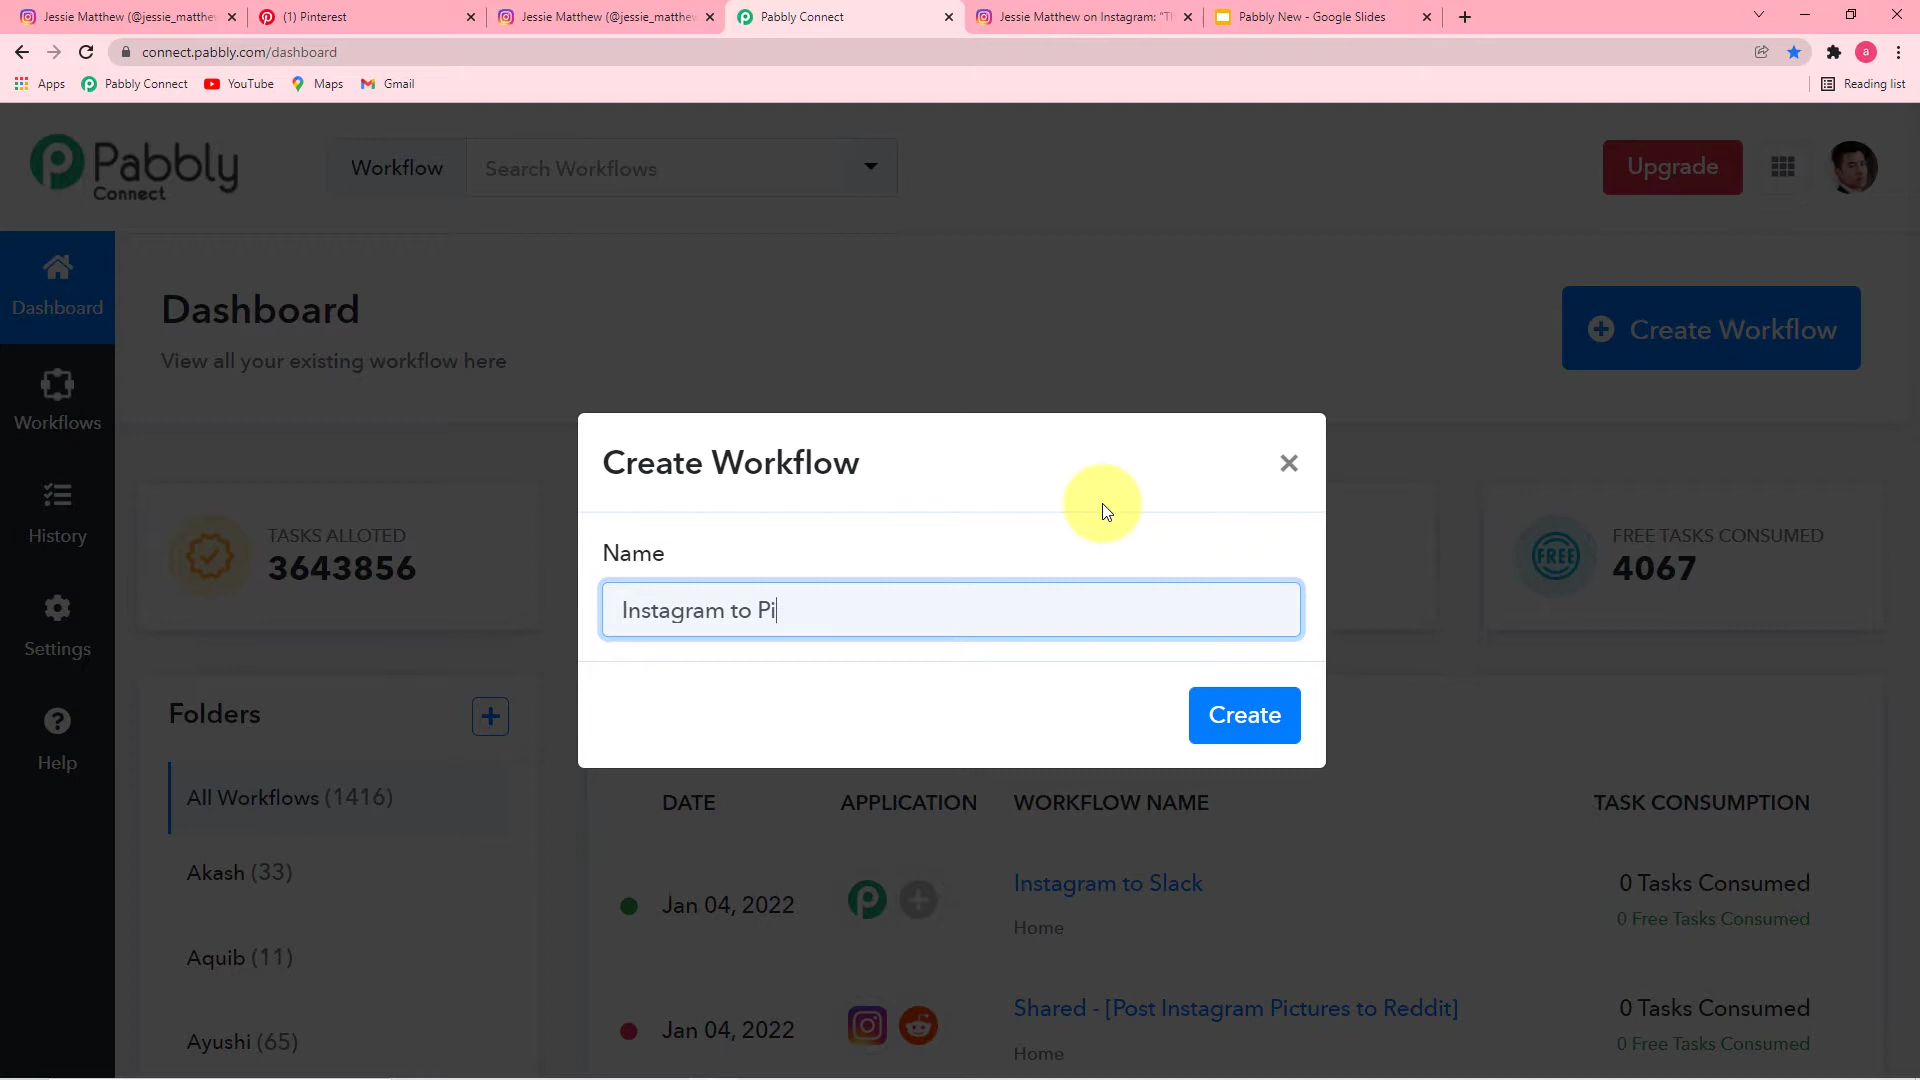 Jessie Matthew (@jessie_matthew
(1) Pinterest
Jessie Matthew (@jessie_matthew
Pabbly Connect
Jessie Matthew on Instagram: "Th
Pabbly New - Google Slides
connect.pabbly.com/dashboard
a
Apps
Pabbly Connect
YouTube
Maps
Gmail
Reading list
Pabbly
Connect
Workflow
Search Workflows
Upgrade
Dashboard
Dashboard
View all your existing workflow here
Create Workflow
Workflows
History
Settings
Help
Create Workflow
Name
Instagram to Pi
Create
TASKS ALLOTED
3643856
FREE
FREE TASKS CONSUMED
4067
Folders
All Workflows (1416)
Akash (33)
Aquib (11)
Ayushi (65)
DATE APPLICATION WORKFLOW NAME TASK CONSUMPTION
Jan 04, 2022 Instagram to Slack 0 Tasks Consumed
Home 0 Free Tasks Consumed
Jan 04, 2022 Shared - [Post Instagram Pictures to Reddit] 0 Tasks Consumed
Home 0 Free Tasks Consumed